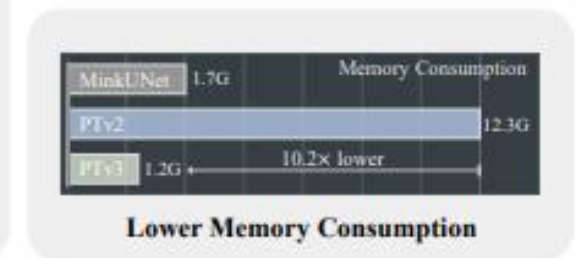 Memory Consumption
MinkUNet 1.7G
PTv2 12.3G
PTv3 1.2G 10.2× lower
Lower Memory Consumption